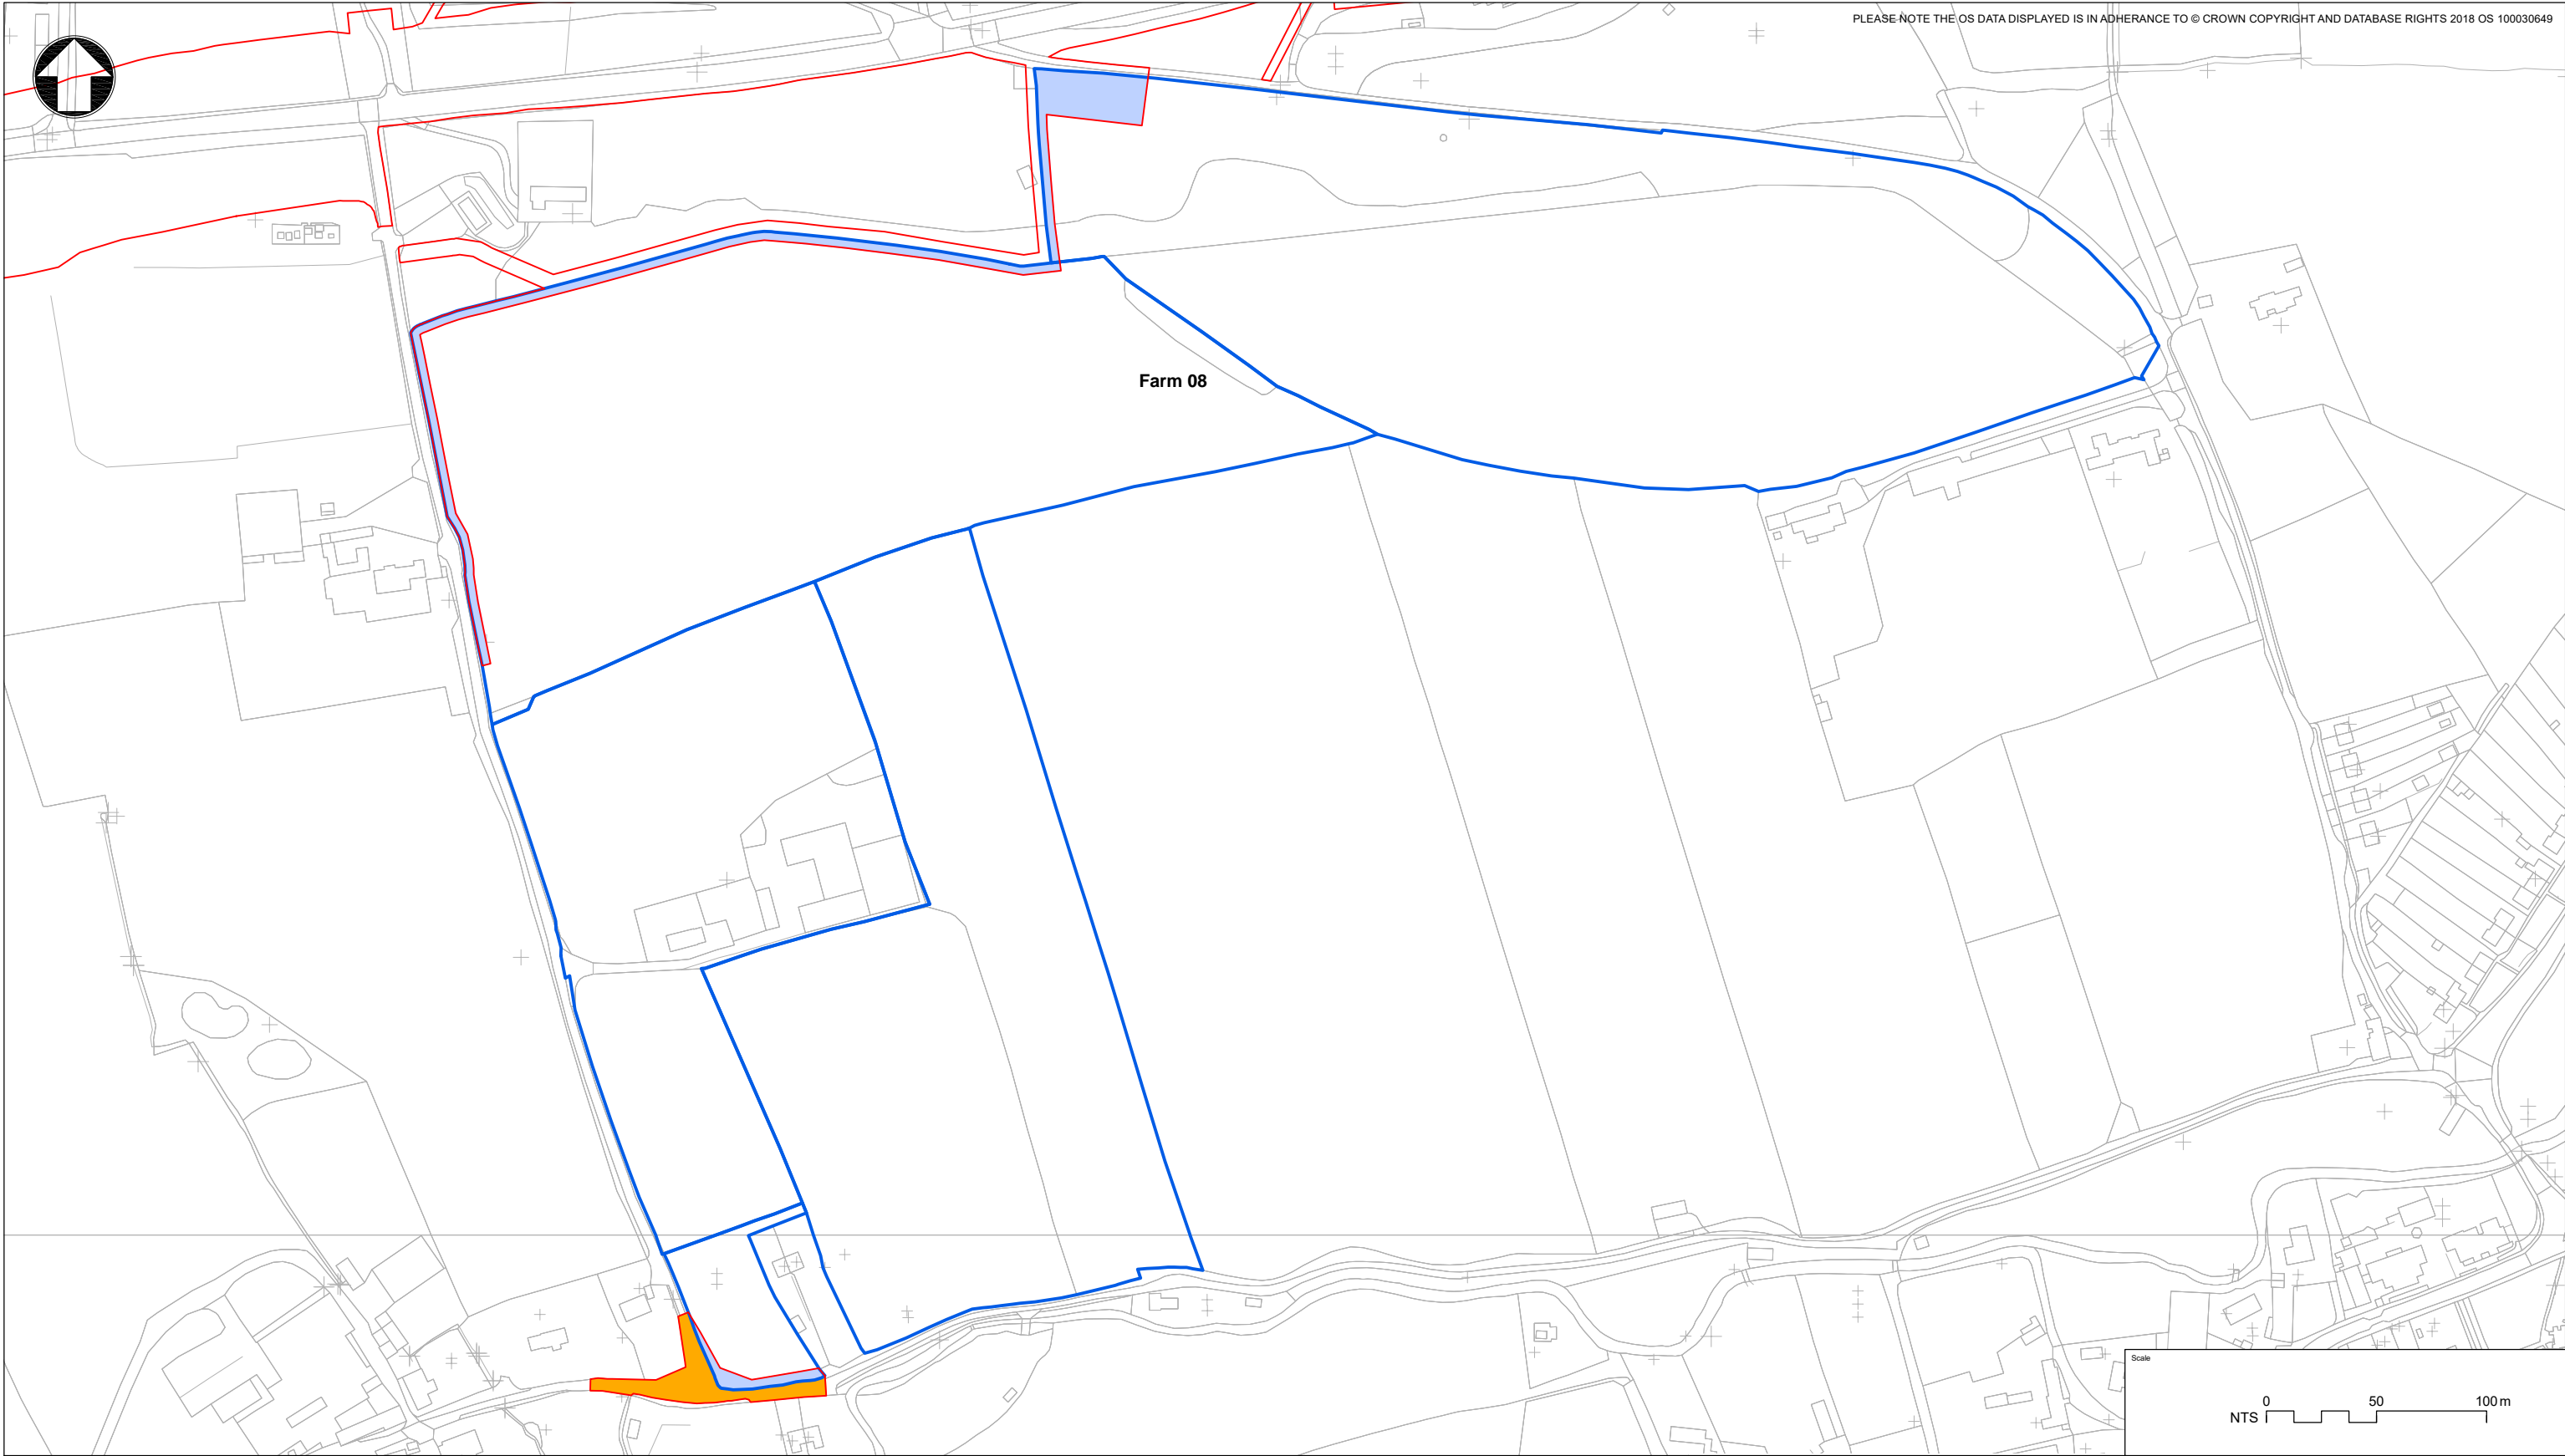 PLEASE NOTE THE OS DATA DISPLAYED IS IN ADHERANCE TO © CROWN COPYRIGHT AND DATABASE RIGHTS 2018 OS 100030649
Farm 08
Scale
0 50 100 m
NTS